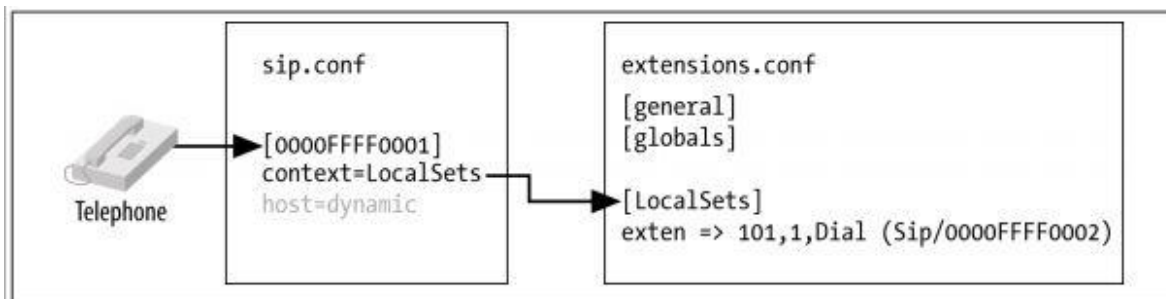 Telephone
sip.conf
[0000FFFF0001]
context=LocalSets
host=dynamic
extensions.conf
[general]
[globals]
[LocalSets]
exten => 101,1,Dial (Sip/0000FFFF0002)